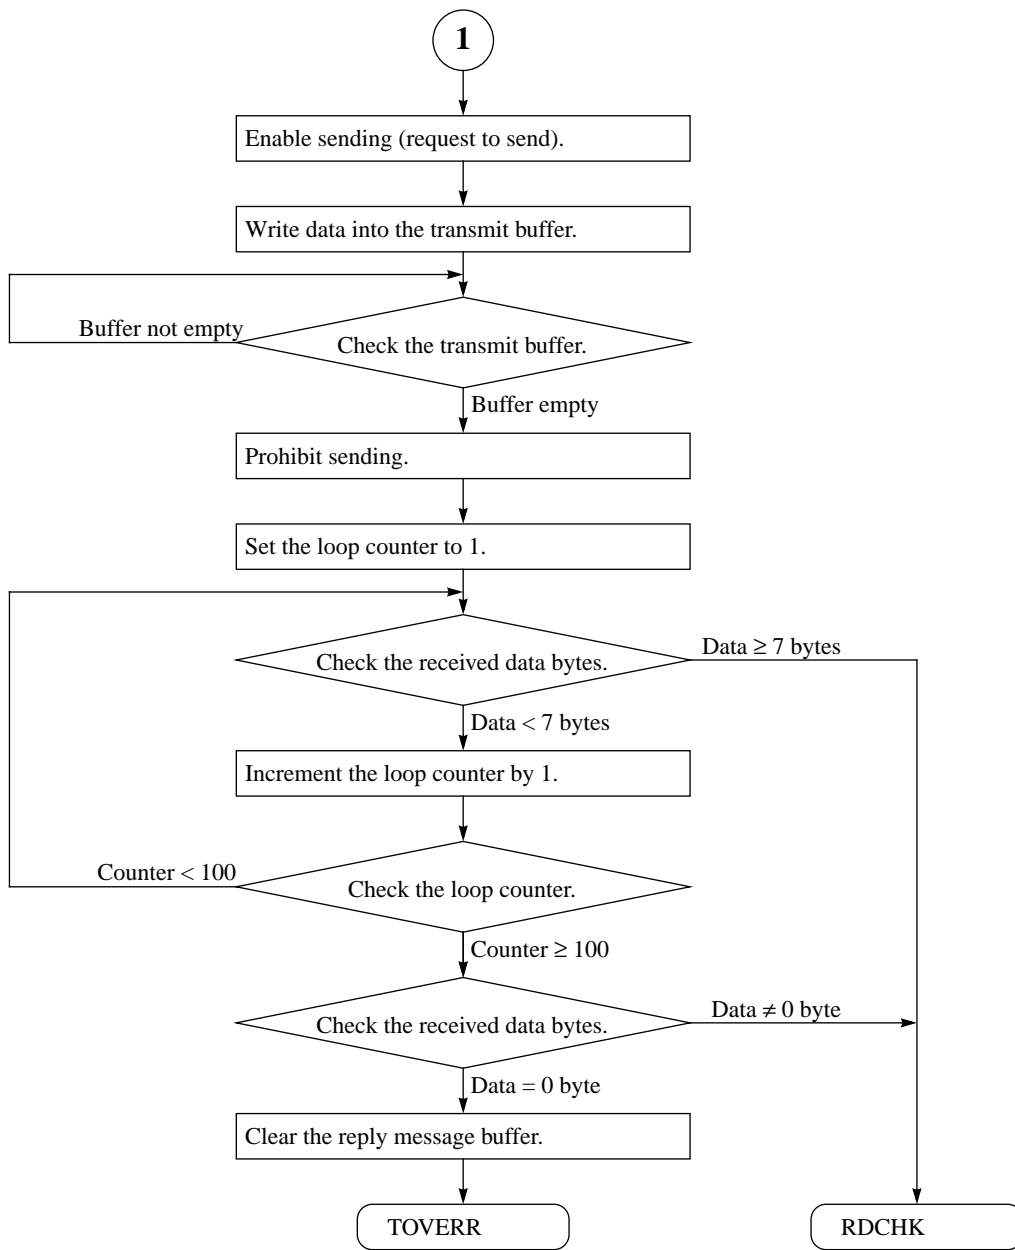 1
Enable sending (request to send).
Write data into the transmit buffer.
Buffer not empty
Check the transmit buffer.
Buffer empty
Prohibit sending.
Set the loop counter to 1.
Data ≥ 7 bytes
Check the received data bytes.
Data < 7 bytes
Increment the loop counter by 1.
Counter < 100
Check the loop counter.
Counter ≥ 100
Data ≠ 0 byte
Check the received data bytes.
Data = 0 byte
Clear the reply message buffer.
TOVERR
RDCHK